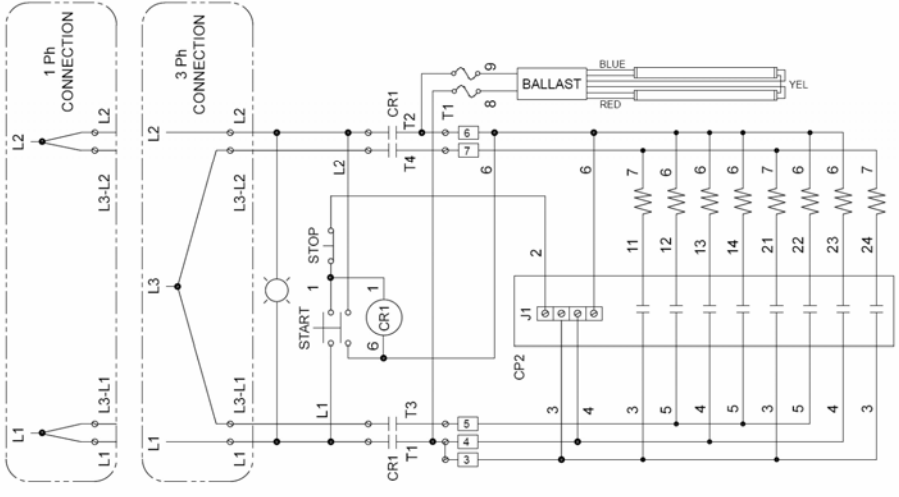 1 Ph
CONNECTION
L2
L2
L3-L2
L1
L3-L1
L1
3 Ph
CONNECTION
L2
L2
L3-L2
L3
L3-L1
L1
L1
L2
STOP
1
1
START
CR1
6
L1
CR1
T2
T4
T1
6
7
9
8
BALLAST
BLUE
RED
YEL
6
6
2
J1
CP2
3
4
CR1
T3
T1
5
4
3
7
6
6
6
7
6
6
7
11
12
13
14
21
22
23
24
3
5
4
5
3
5
4
3